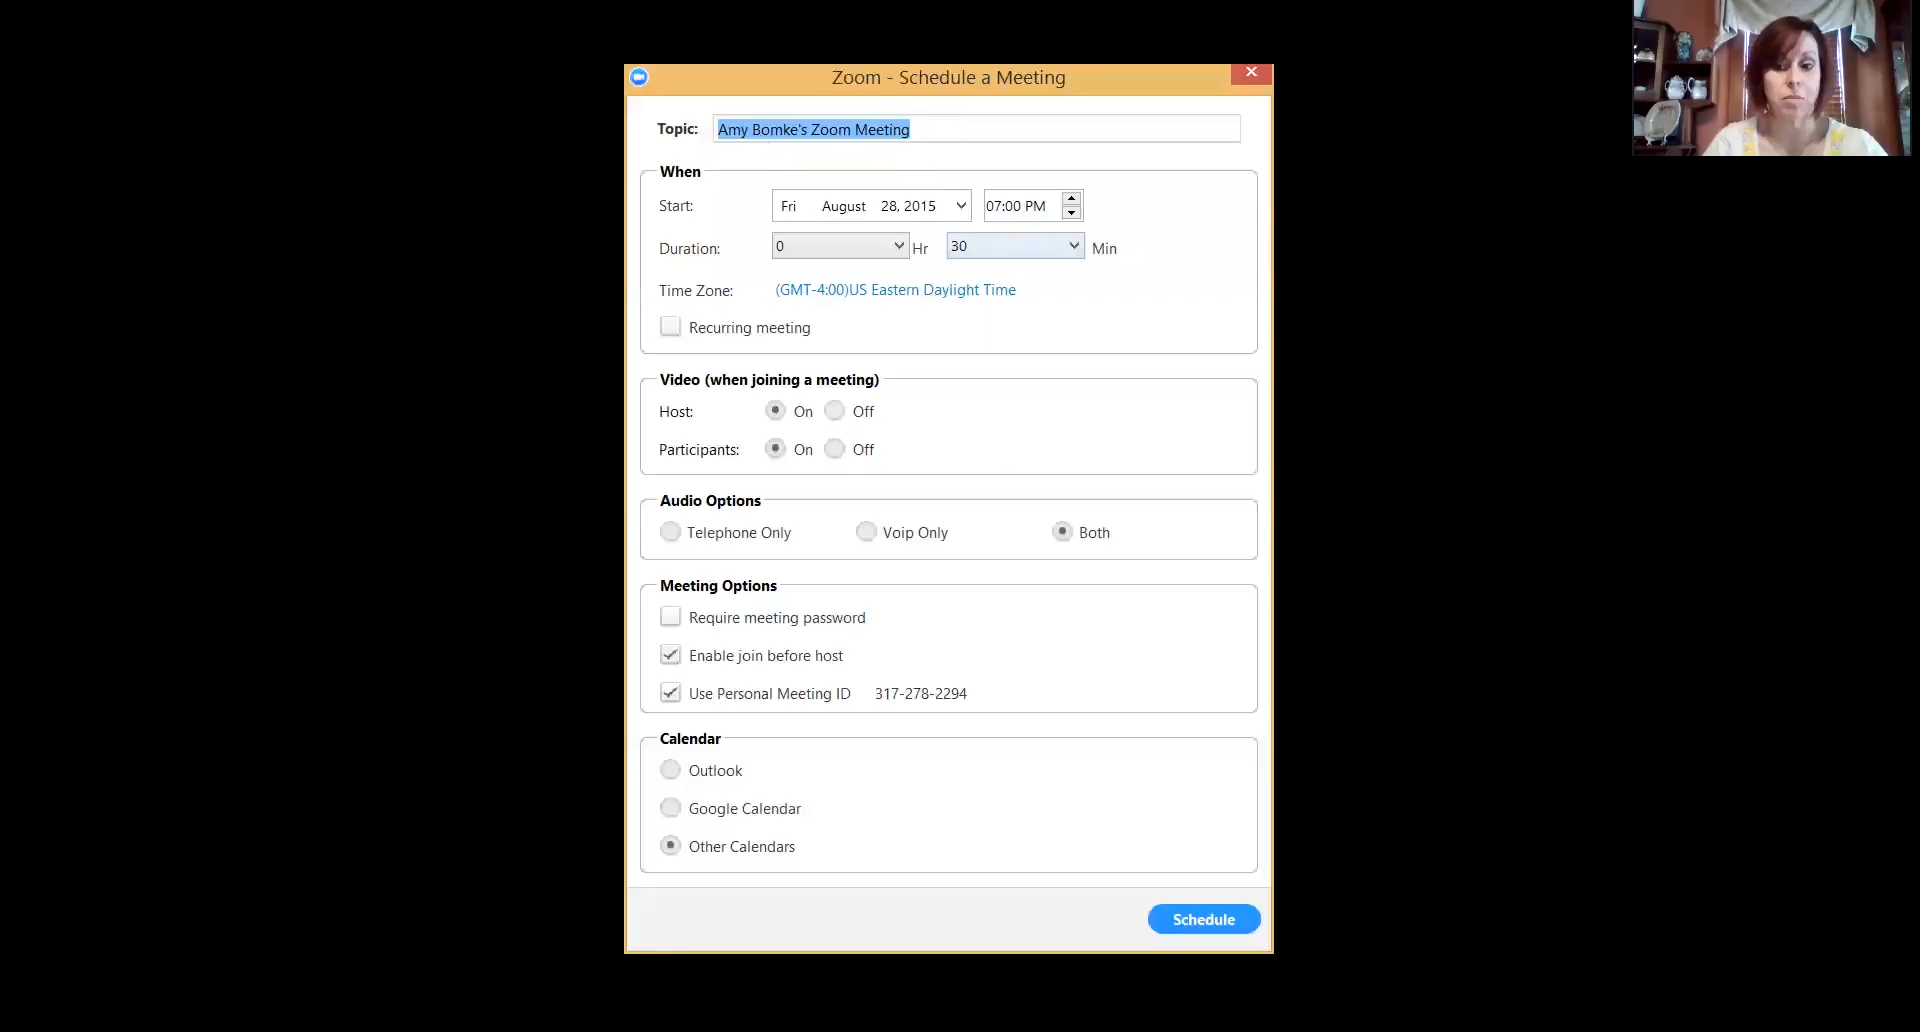 Zoom - Schedule a Meeting
Topic: Amy Bomke's Zoom Meeting
When
Start: Fri August 28, 2015 07:00 PM
Duration: 0 Hr 30 Min
Time Zone: (GMT-4:00)US Eastern Daylight Time
Recurring meeting
Video (when joining a meeting)
Host: On Off
Participants: On Off
Audio Options
Telephone Only Voip Only Both
Meeting Options
Require meeting password
Enable join before host
Use Personal Meeting ID 317-278-2294
Calendar
Outlook
Google Calendar
Other Calendars
Schedule